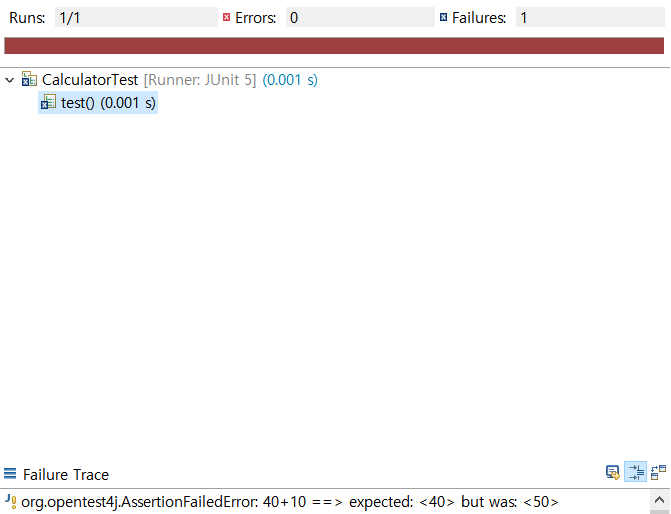 Runs: 1/1 Errors: 0 Failures: 1
CalculatorTest [Runner: JUnit 5] (0.001 s)
test() (0.001 s)
Failure Trace
org.opentest4j.AssertionFailedError: 40+10 ==> expected: <40> but was: <50>